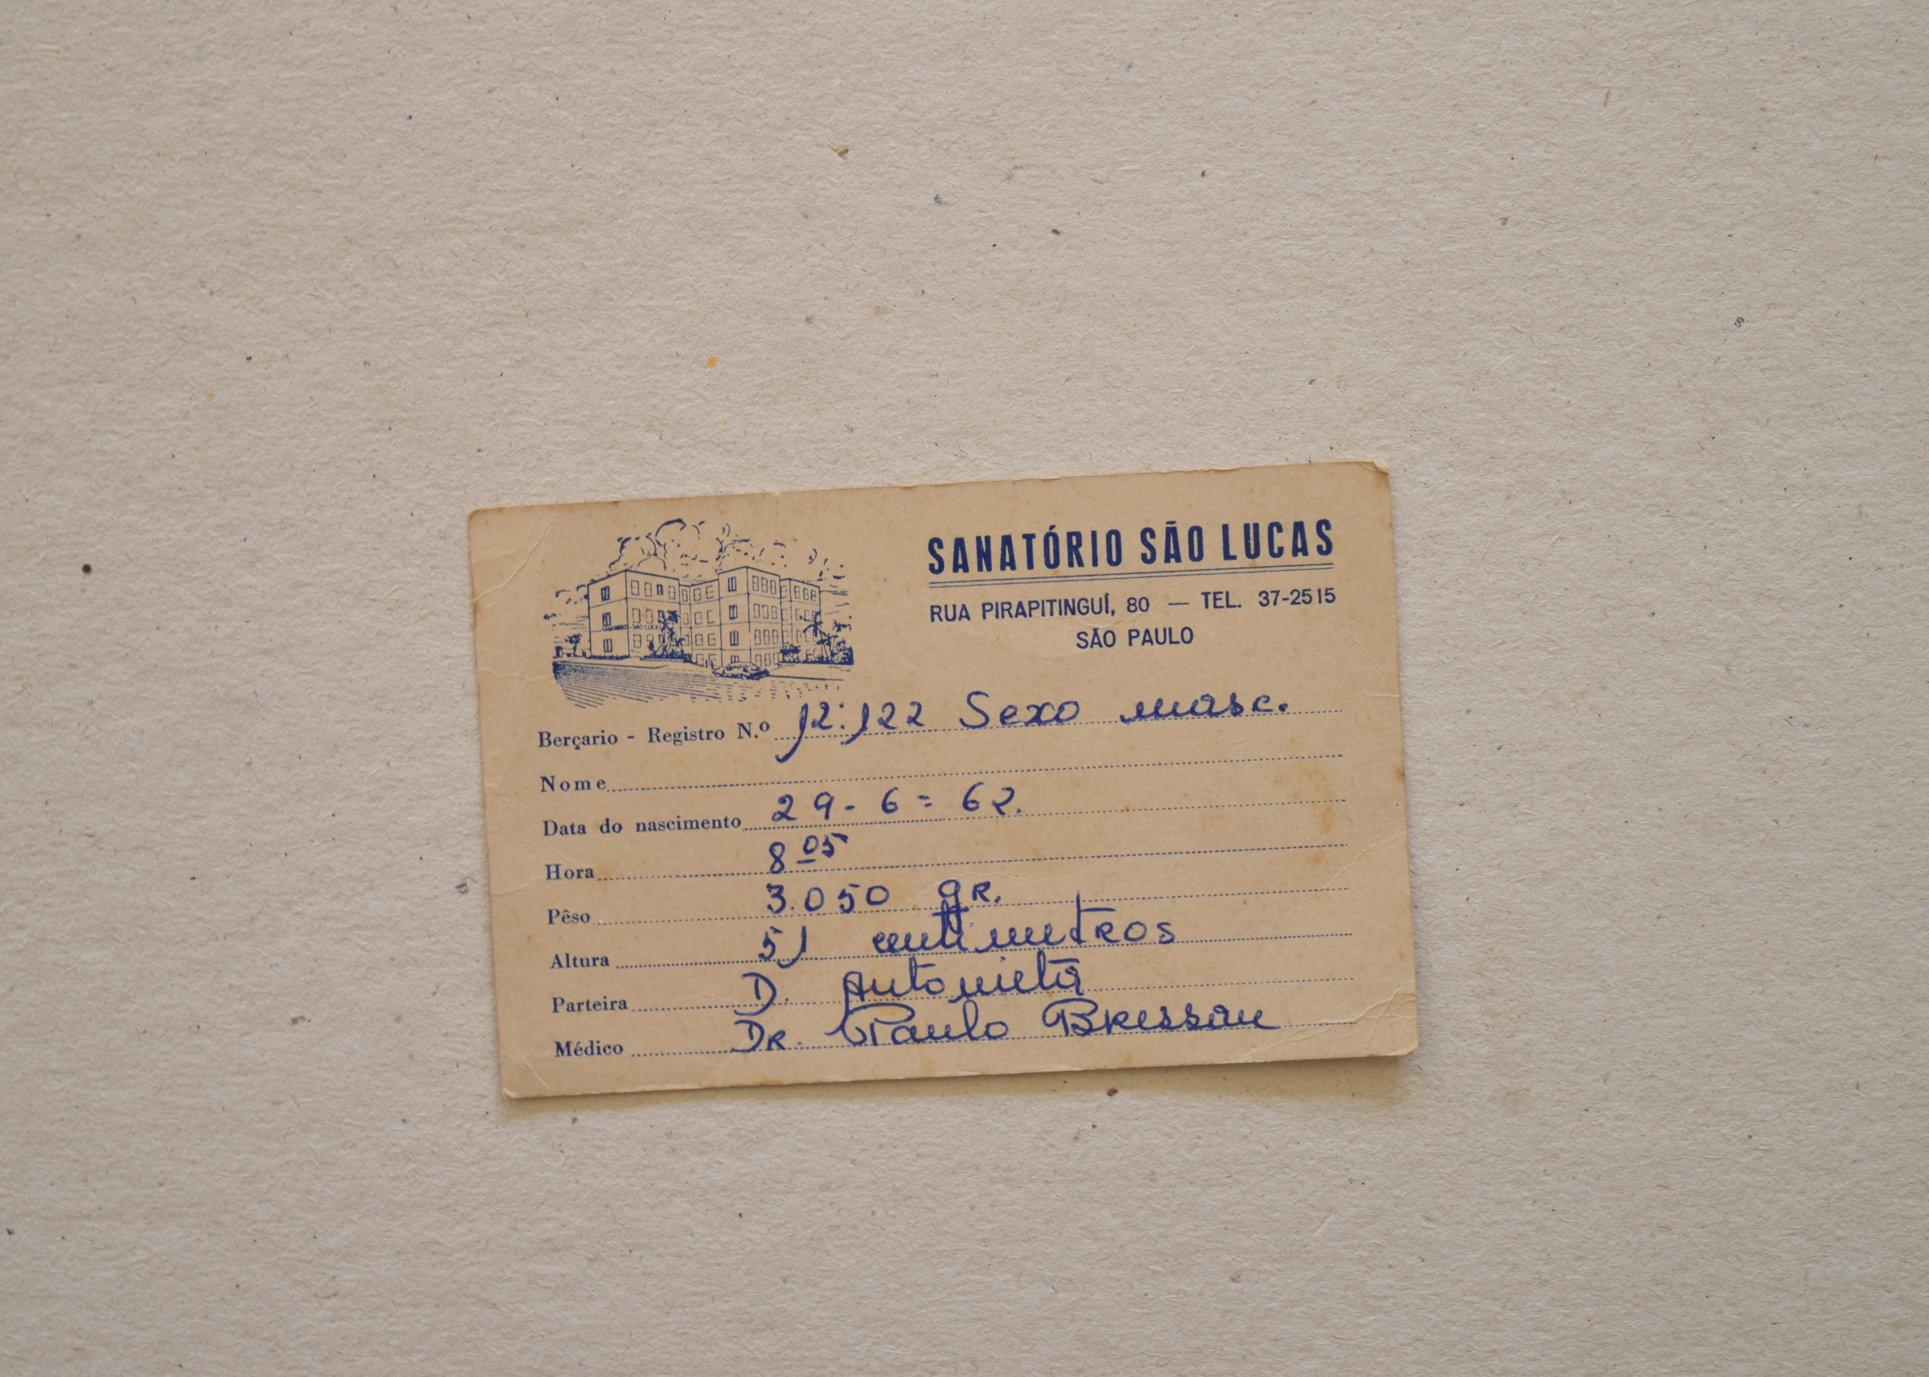 SANATÓRIO SÃO LUCAS
RUA PIRAPITINGUÍ, 80 — TEL. 37-2515
SÃO PAULO
Berçario - Registro N.º 12.122 Sexo masc.
Nome
Data do nascimento 29-6=62.
Hora 8 05
Pêso 3.050 gr.
Altura 51 centimetros
Parteira D. Antonieta
Médico Dr. Paulo Bressan